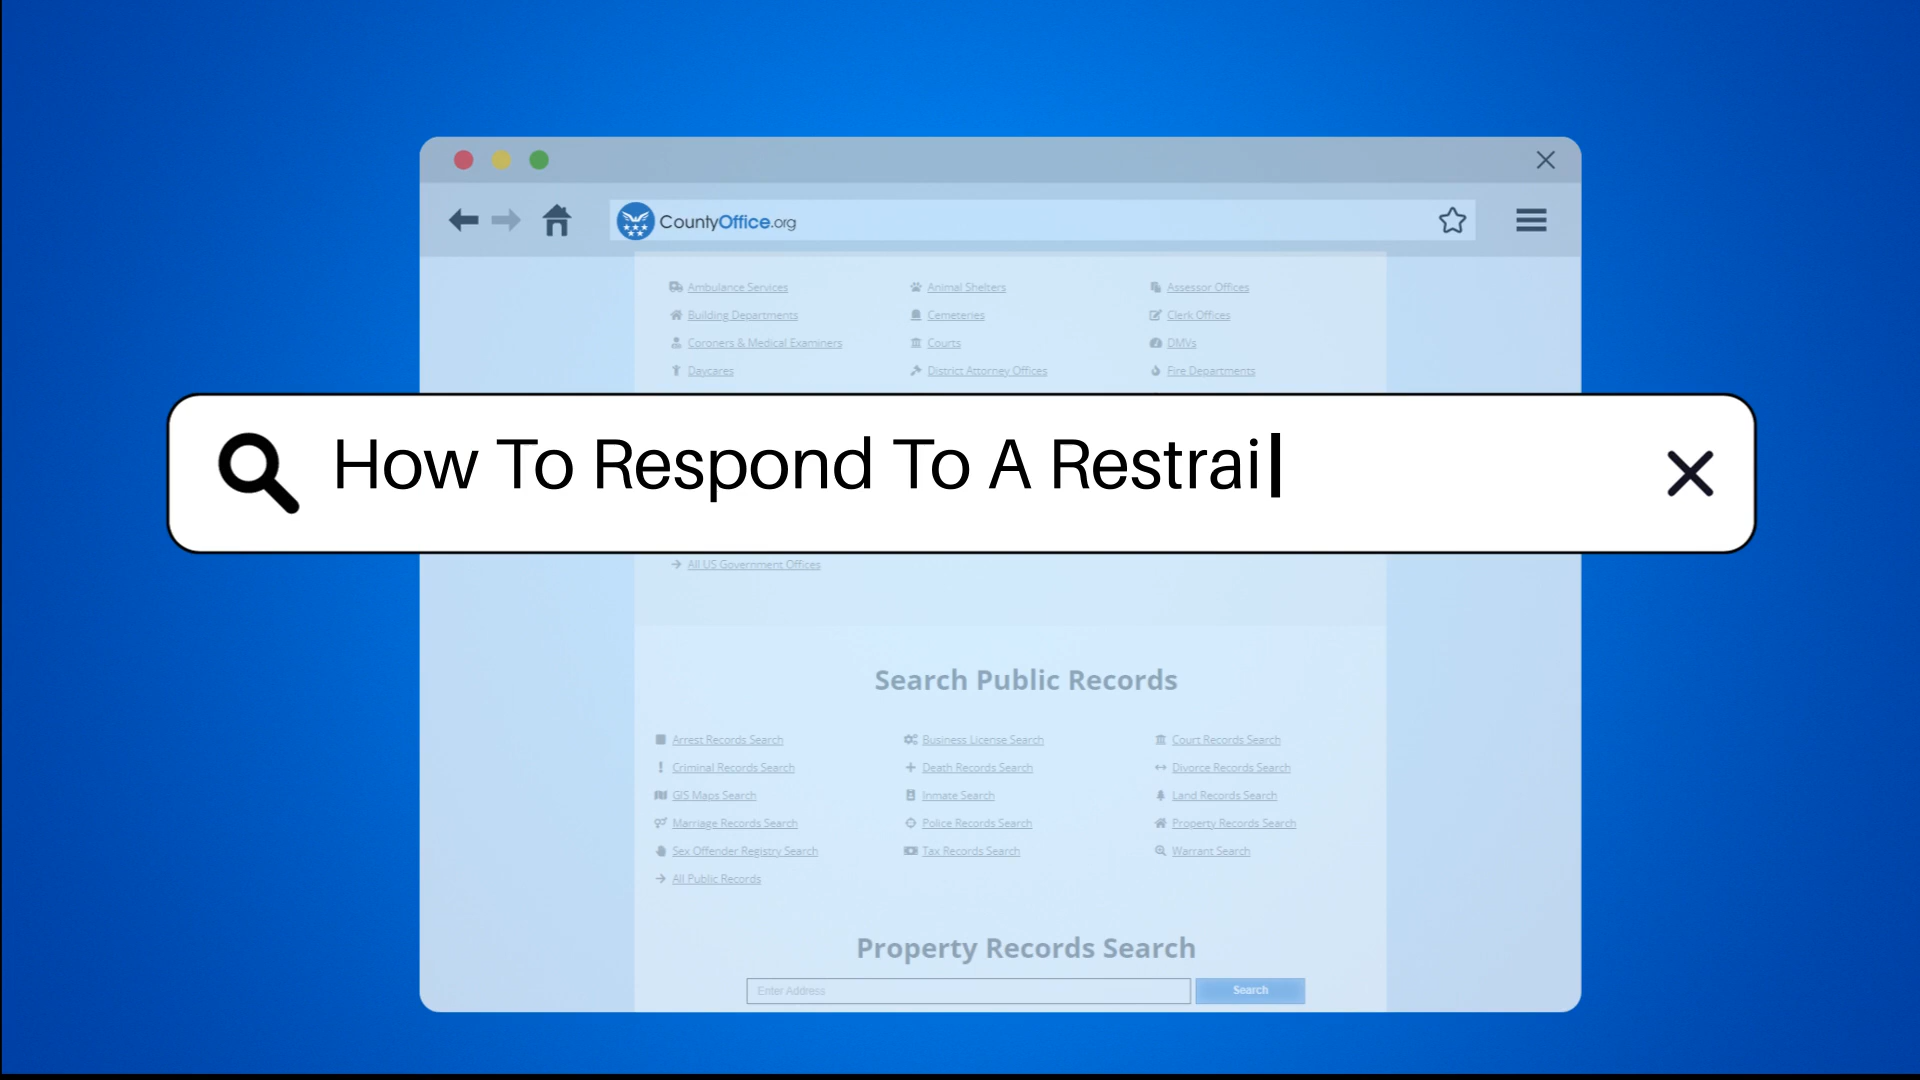 CountyOffice.org
Ambulance Services Animal Shelters Assessor Offices
Building Departments Cemeteries Clerk Offices
Coroners & Medical Examiners Courts DMVs
Daycares District Attorney Offices Fire Departments
How To Respond To A Restrai
All US Government Offices
Search Public Records
Arrest Records Search Business License Search Court Records Search
Criminal Records Search Death Records Search Divorce Records Search
GIS Maps Search Inmate Search Land Records Search
Marriage Records Search Police Records Search Property Records Search
Sex Offender Registry Search Tax Records Search Warrant Search
All Public Records
Property Records Search
Enter Address Search